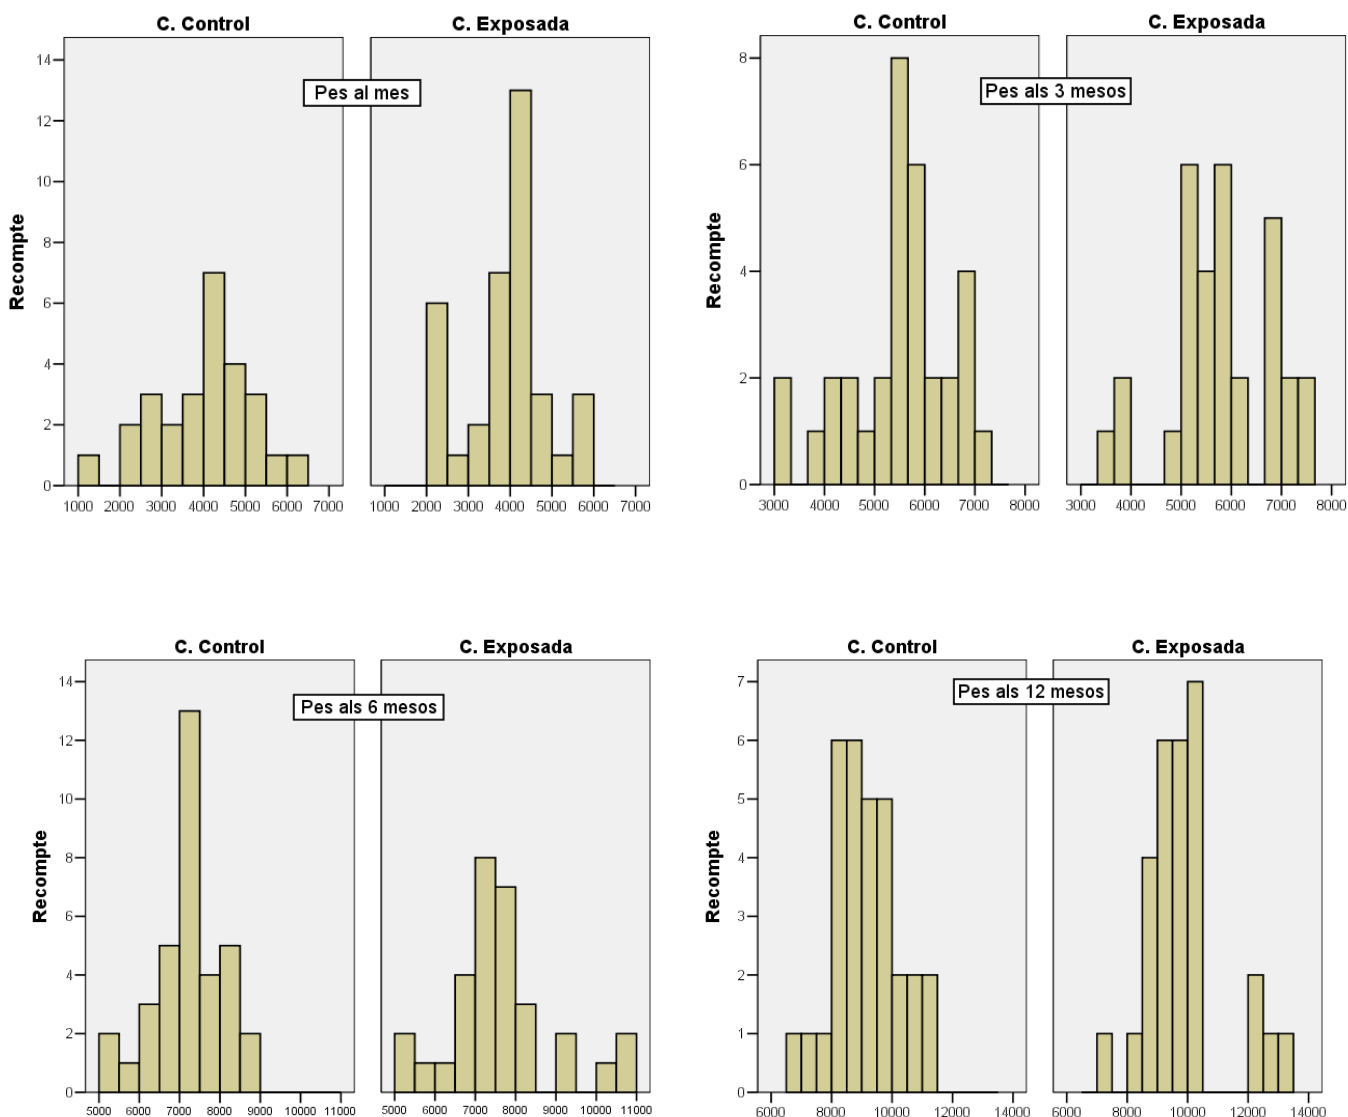 C. Control C. Exposada
Pes al mes
Recompte
14
12
10
8
6
4
2
0
1000 2000 3000 4000 5000 6000 7000 1000 2000 3000 4000 5000 6000 7000
C. Control C. Exposada
Pes als 3 mesos
Recompte
8
6
4
2
0
3000 4000 5000 6000 7000 8000 3000 4000 5000 6000 7000 8000
C. Control C. Exposada
Pes als 6 mesos
Recompte
14
12
10
8
6
4
2
0
5000 6000 7000 8000 9000 10000 11000 5000 6000 7000 8000 9000 10000 11000
C. Control C. Exposada
Pes als 12 mesos
Recompte
7
6
5
4
3
2
1
0
6000 8000 10000 12000 14000 6000 8000 10000 12000 14000